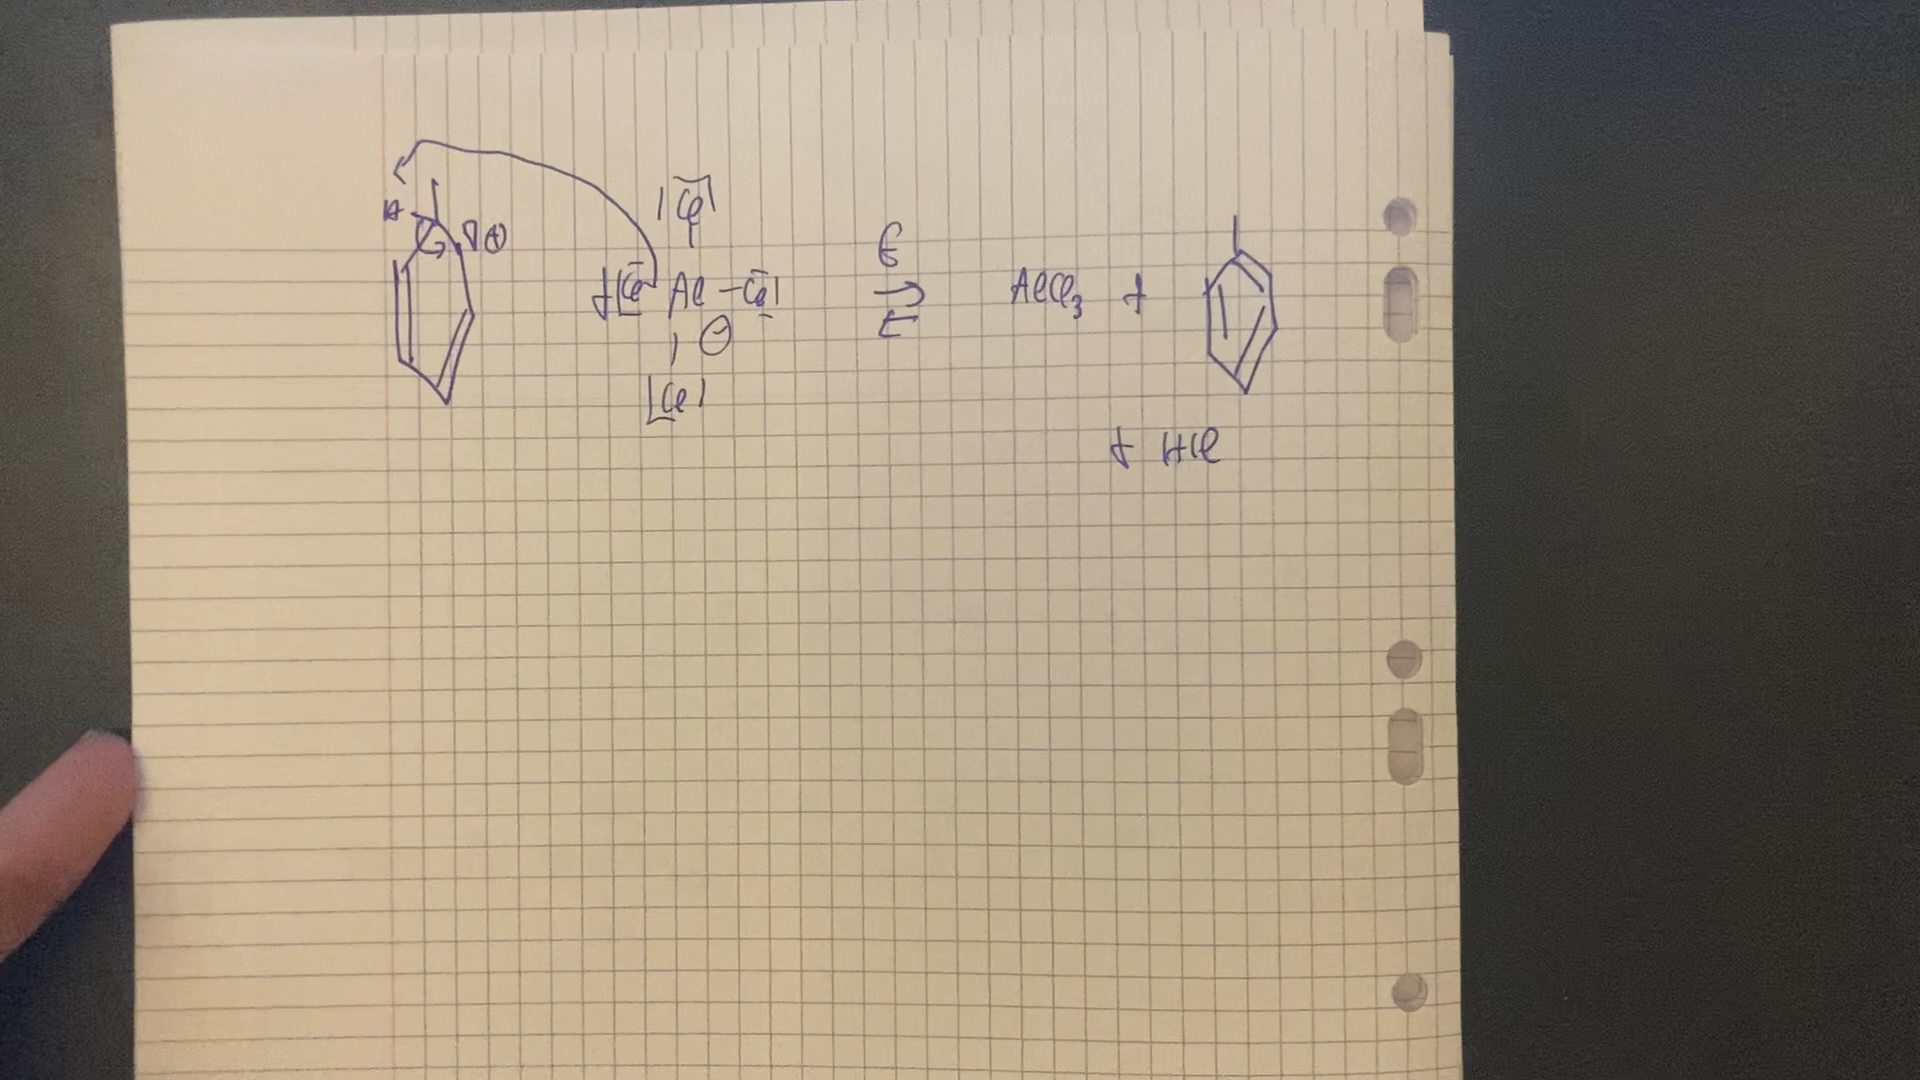 |Cl|
H ⊕
+ |Cl Al – Cl| ⇌ AlCl₃ +
⊖
|Cl|
+ HCl